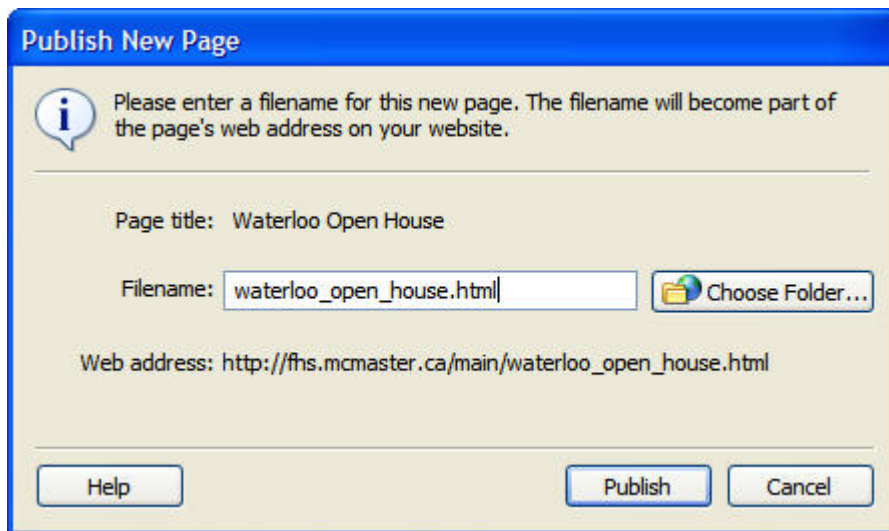 Publish New Page
Please enter a filename for this new page. The filename will become part of
the page's web address on your website.
Page title: Waterloo Open House
Filename: waterloo_open_house.html Choose Folder...
Web address: http://fhs.mcmaster.ca/main/waterloo_open_house.html
Help Publish Cancel